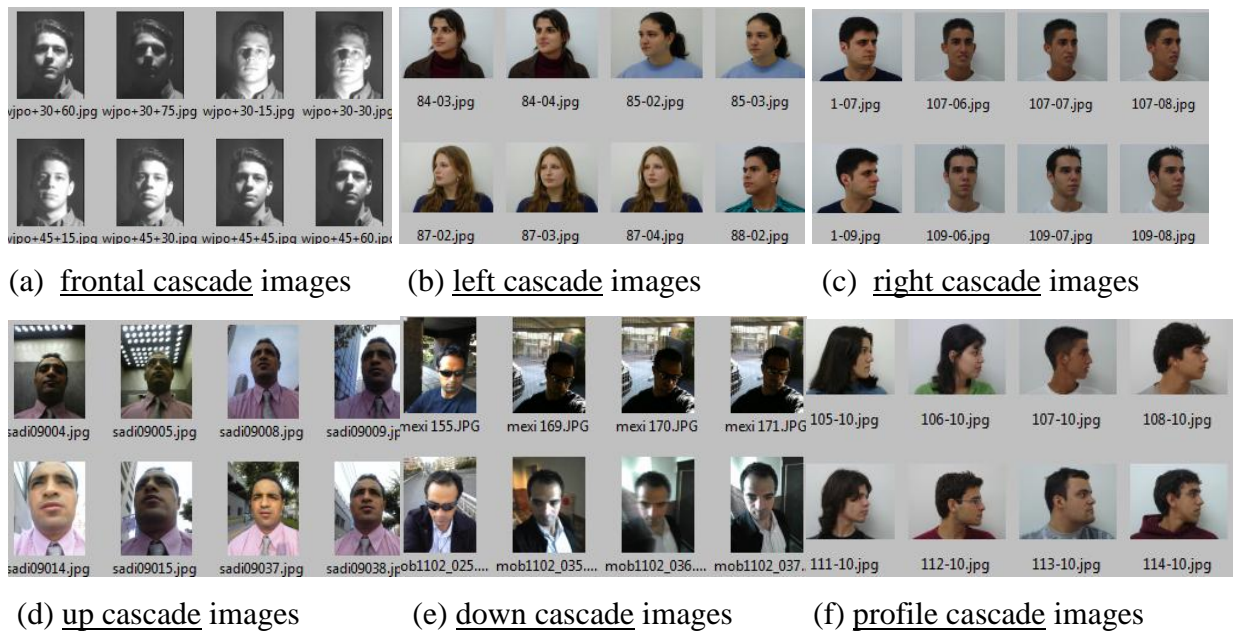 wjpo+30+60.jpg wjpo+30+75.jpg wjpo+30-15.jpg wjpo+30-30.jpg
84-03.jpg 84-04.jpg 85-02.jpg 85-03.jpg
1-07.jpg 107-06.jpg 107-07.jpg 107-08.jpg
wjpo+45+15.jpg wjpo+45+30.jpg wjpo+45+45.jpg wjpo+45+60.jpg
87-02.jpg 87-03.jpg 87-04.jpg 88-02.jpg
1-09.jpg 109-06.jpg 109-07.jpg 109-08.jpg
(a) frontal cascade images
(b) left cascade images
(c) right cascade images
sadi09004.jpg sadi09005.jpg sadi09008.jpg sadi09009.jp
mexi 155.JPG mexi 169.JPG mexi 170.JPG mexi 171.JPG
105-10.jpg 106-10.jpg 107-10.jpg 108-10.jpg
sadi09014.jpg sadi09015.jpg sadi09037.jpg sadi09038.jp
ob1102_025.... mob1102_035.... mob1102_036.... mob1102_037..
111-10.jpg 112-10.jpg 113-10.jpg 114-10.jpg
(d) up cascade images
(e) down cascade images
(f) profile cascade images